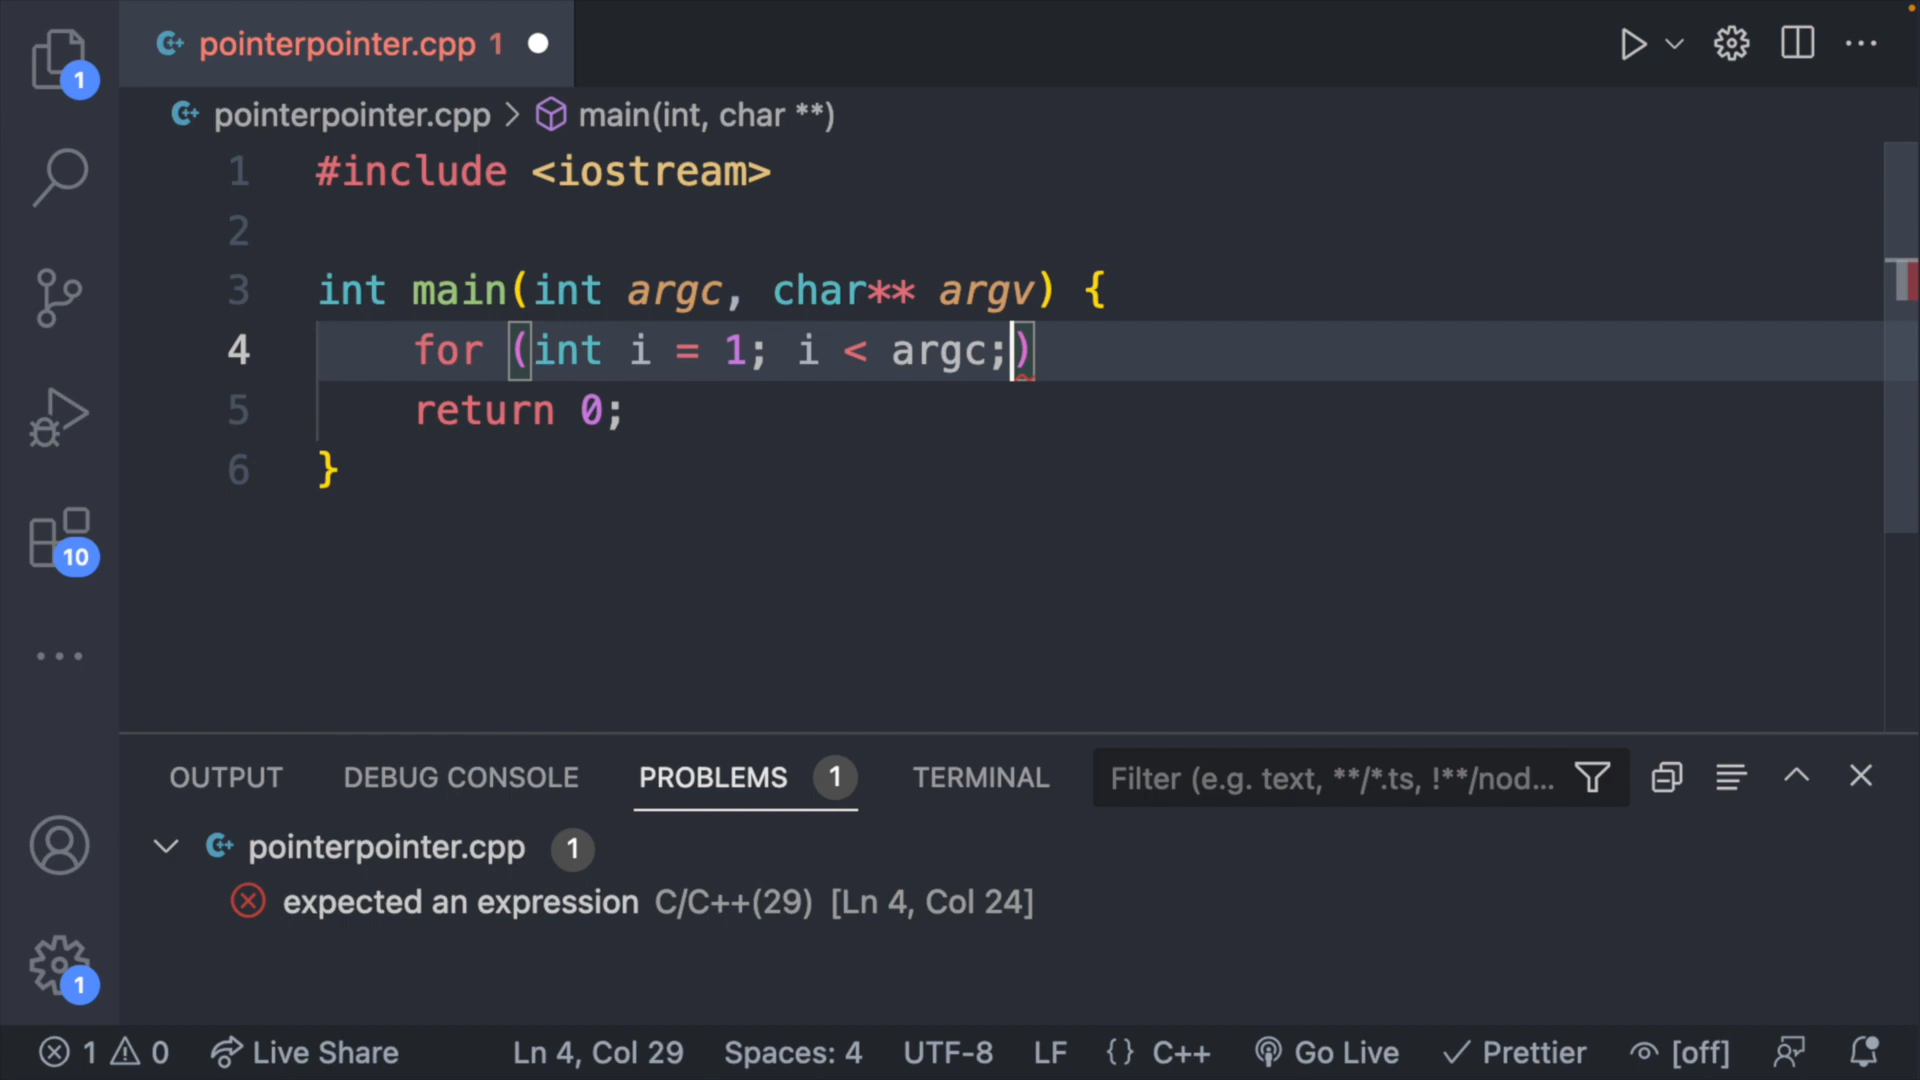 pointerpointer.cpp 1
1
pointerpointer.cpp > main(int, char **)
1 #include <iostream>
2
3 int main(int argc, char** argv) {
4 for (int i = 1; i < argc;)
5 return 0;
6 }
10
1
OUTPUT DEBUG CONSOLE PROBLEMS 1 TERMINAL Filter (e.g. text, **/*.ts, !**/nod...
pointerpointer.cpp 1
expected an expression C/C++(29) [Ln 4, Col 24]
1 0 Live Share Ln 4, Col 29 Spaces: 4 UTF-8 LF {} C++ Go Live Prettier [off]